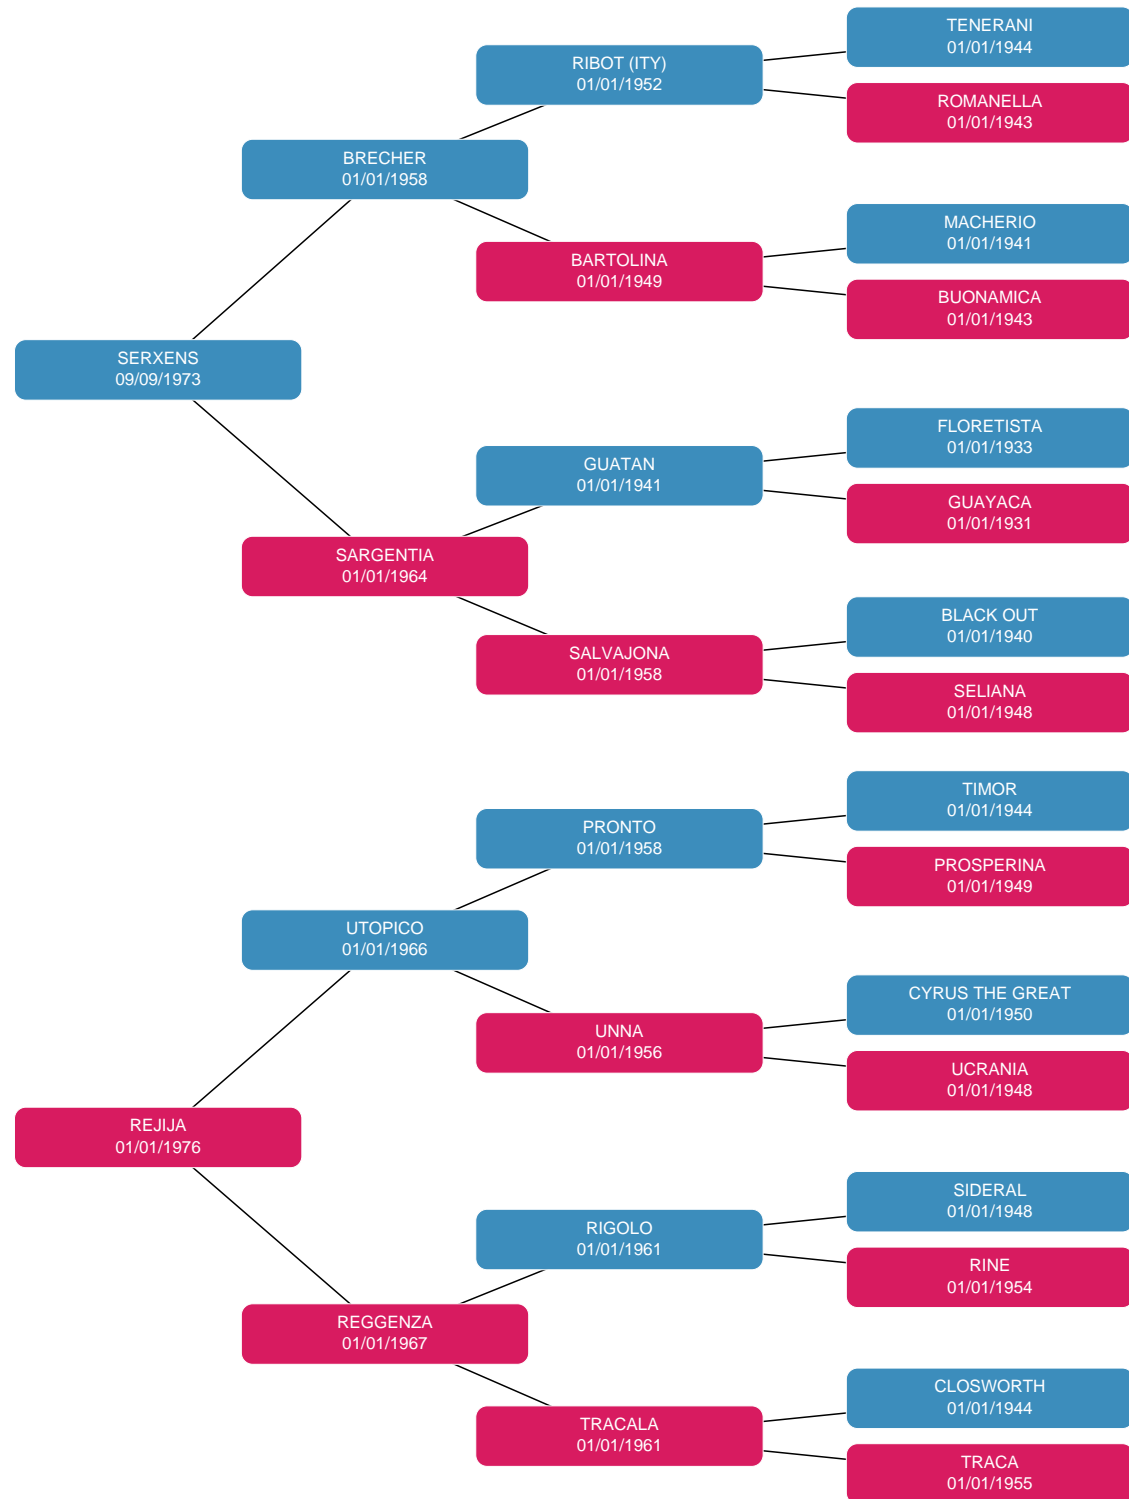 TENERANI
01/01/1944
RIBOT (ITY)
01/01/1952
ROMANELLA
01/01/1943
BRECHER
01/01/1958
MACHERIO
01/01/1941
BARTOLINA
01/01/1949
BUONAMICA
01/01/1943
SERXENS
09/09/1973
FLORETISTA
01/01/1933
GUATAN
01/01/1941
GUAYACA
01/01/1931
SARGENTIA
01/01/1964
BLACK OUT
01/01/1940
SALVAJONA
01/01/1958
SELIANA
01/01/1948
TIMOR
01/01/1944
PRONTO
01/01/1958
PROSPERINA
01/01/1949
UTOPICO
01/01/1966
CYRUS THE GREAT
01/01/1950
UNNA
01/01/1956
UCRANIA
01/01/1948
REJIJA
01/01/1976
SIDERAL
01/01/1948
RIGOLO
01/01/1961
RINE
01/01/1954
REGGENZA
01/01/1967
CLOSWORTH
01/01/1944
TRACALA
01/01/1961
TRACA
01/01/1955